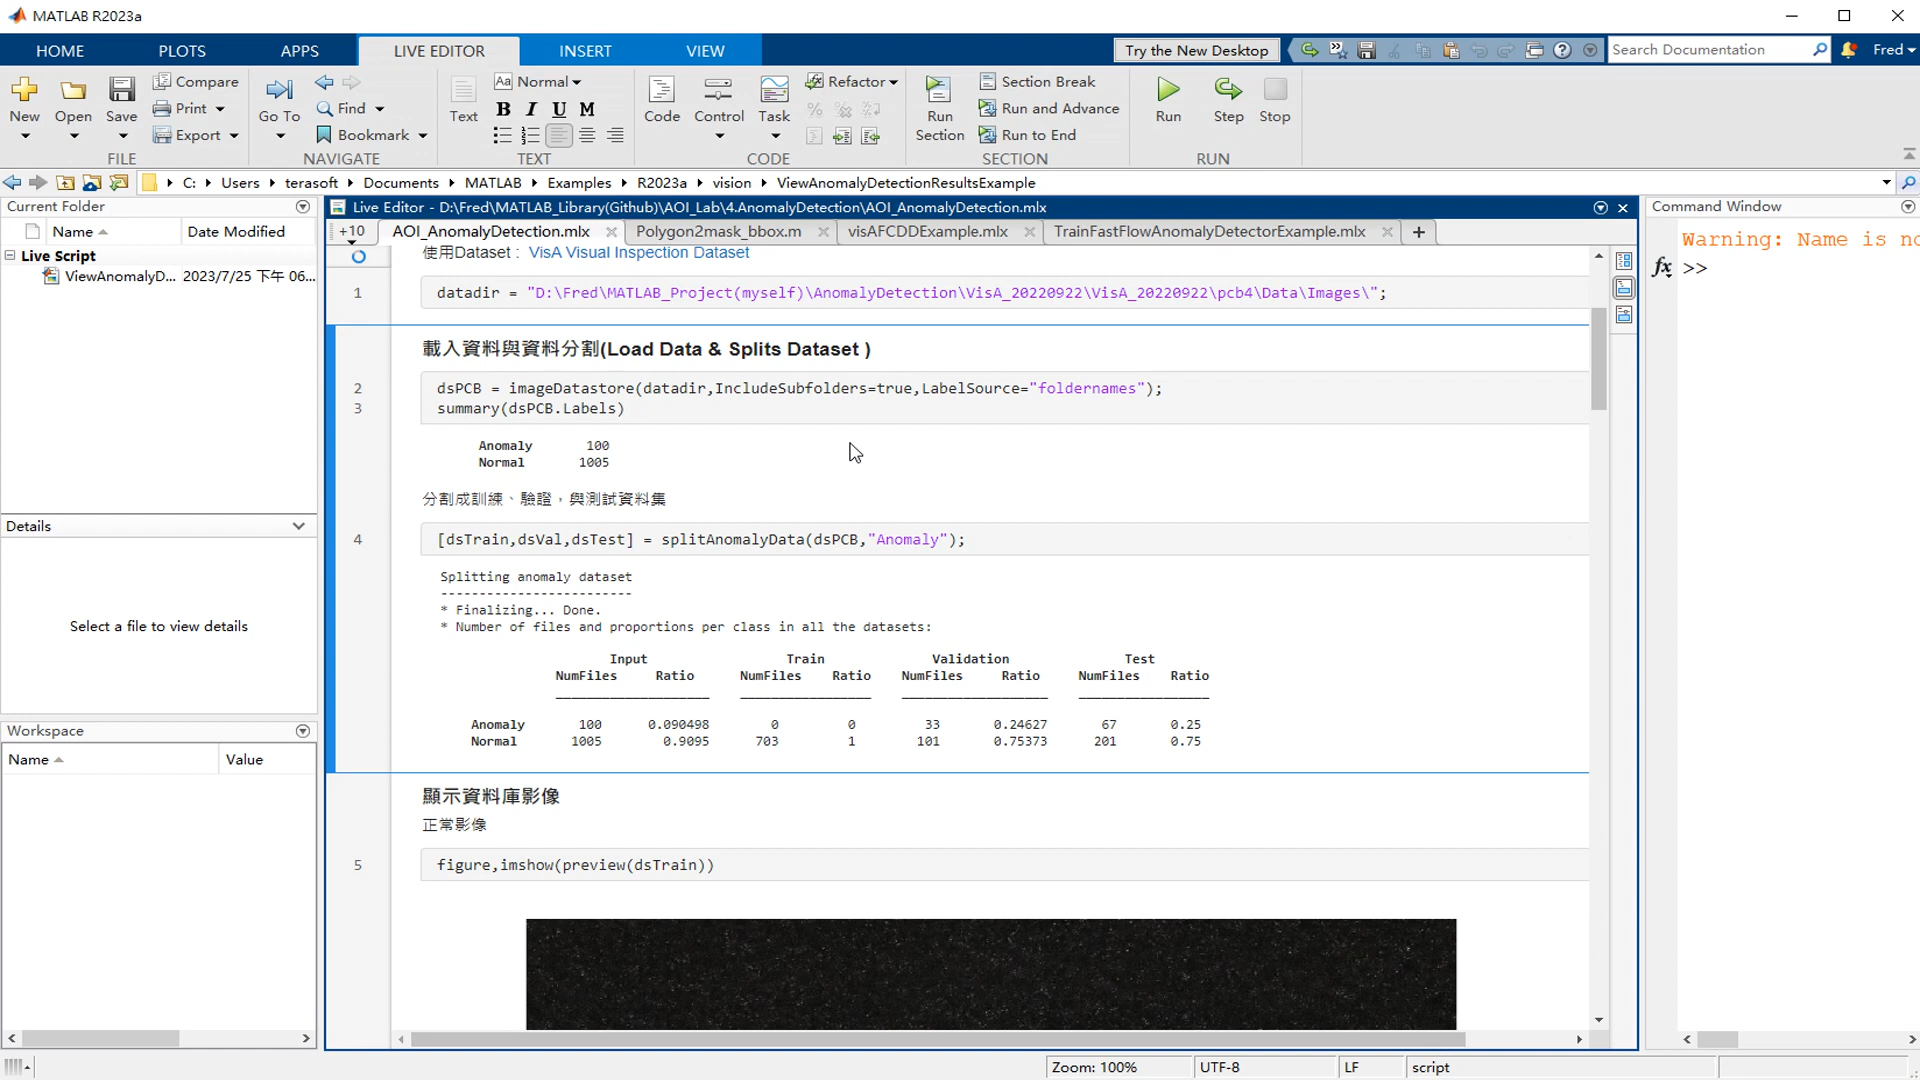 MATLAB R2023a
HOME PLOTS APPS LIVE EDITOR INSERT VIEW Try the New Desktop Search Documentation Fred
New Open Save Compare Print Export
Go To Find Bookmark
Text Aa Normal B I U M
Code Control Task Refactor
Run Section Section Break Run and Advance Run to End
Run Step Stop
FILE NAVIGATE TEXT CODE SECTION RUN
C: Users terasoft Documents MATLAB Examples R2023a vision ViewAnomalyDetectionResultsExample
Current Folder
Name Date Modified
Live Script
ViewAnomalyD... 2023/7/25 下午 06...
Details
Select a file to view details
Workspace
Name Value
Live Editor - D:\Fred\MATLAB_Library(Github)\AOI_Lab\4.AnomalyDetection\AOI_AnomalyDetection.mlx
+10 AOI_AnomalyDetection.mlx Polygon2mask_bbox.m visAFCDDExample.mlx TrainFastFlowAnomalyDetectorExample.mlx +
使用Dataset : VisA Visual Inspection Dataset
1 datadir = "D:\Fred\MATLAB_Project(myself)\AnomalyDetection\VisA_20220922\VisA_20220922\pcb4\Data\Images\";
載入資料與資料分割(Load Data & Splits Dataset )
2 dsPCB = imageDatastore(datadir,IncludeSubfolders=true,LabelSource="foldernames");
3 summary(dsPCB.Labels)
Anomaly 100
Normal 1005
分割成訓練、驗證，與測試資料集
4 [dsTrain,dsVal,dsTest] = splitAnomalyData(dsPCB,"Anomaly");
Splitting anomaly dataset
-------------------------
* Finalizing... Done.
* Number of files and proportions per class in all the datasets:
Input Train Validation Test
NumFiles Ratio NumFiles Ratio NumFiles Ratio NumFiles Ratio
Anomaly 100 0.090498 0 0 33 0.24627 67 0.25
Normal 1005 0.9095 703 1 101 0.75373 201 0.75
顯示資料庫影像
正常影像
5 figure,imshow(preview(dsTrain))
Command Window
Warning: Name is no
fx >>
Zoom: 100% UTF-8 LF script